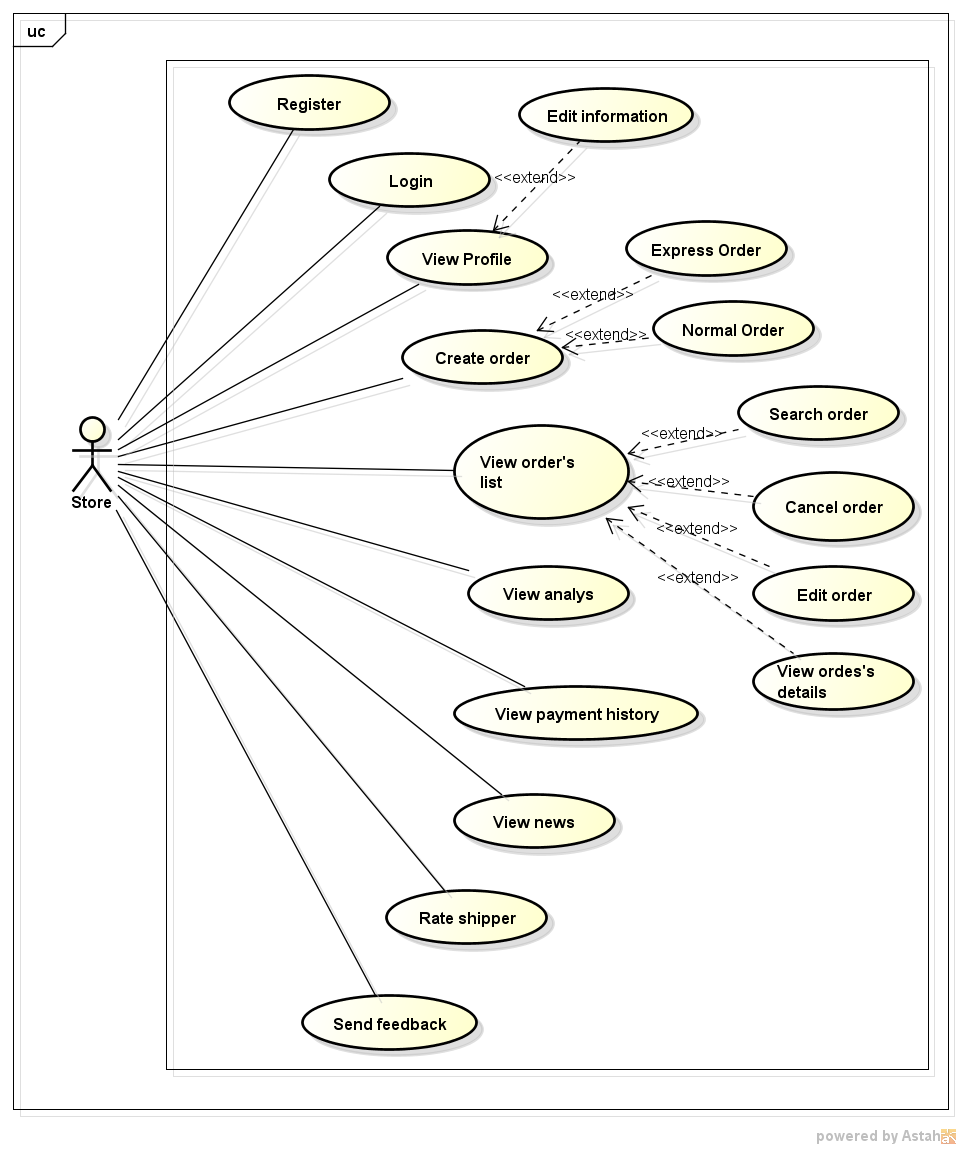 uc
Register
Edit information
Login
<<extend>>
View Profile
Express Order
<<extend>>
Normal Order
<<extend>>
Create order
Search order
<<extend>>
View order's
list
<<extend>>
Cancel order
Store
<<extend>>
<<extend>>
View analys
Edit order
View ordes's
details
View payment history
View news
Rate shipper
Send feedback
powered by Astah